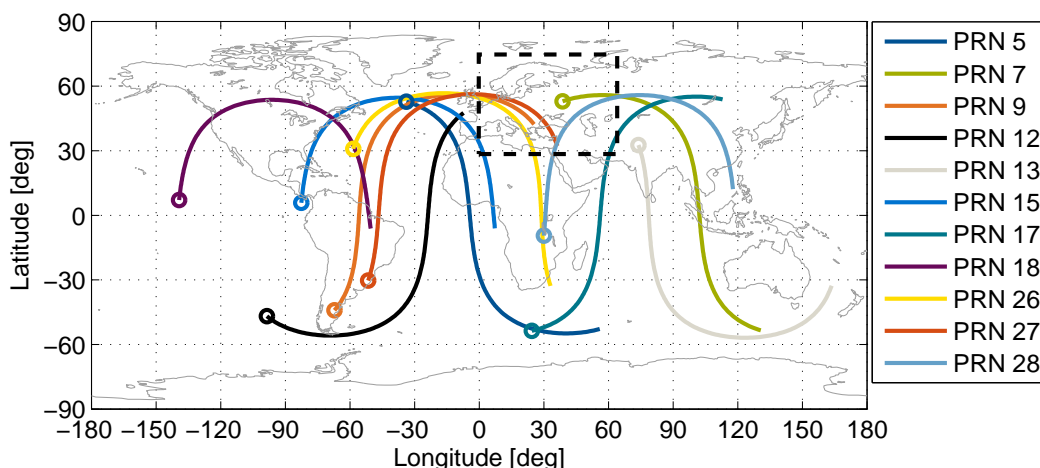 90
60
30
0
−30
−60
−90
Latitude [deg]
−180 −150 −120 −90 −60 −30 0 30 60 90 120 150 180
Longitude [deg]
PRN 5
PRN 7
PRN 9
PRN 12
PRN 13
PRN 15
PRN 17
PRN 18
PRN 26
PRN 27
PRN 28